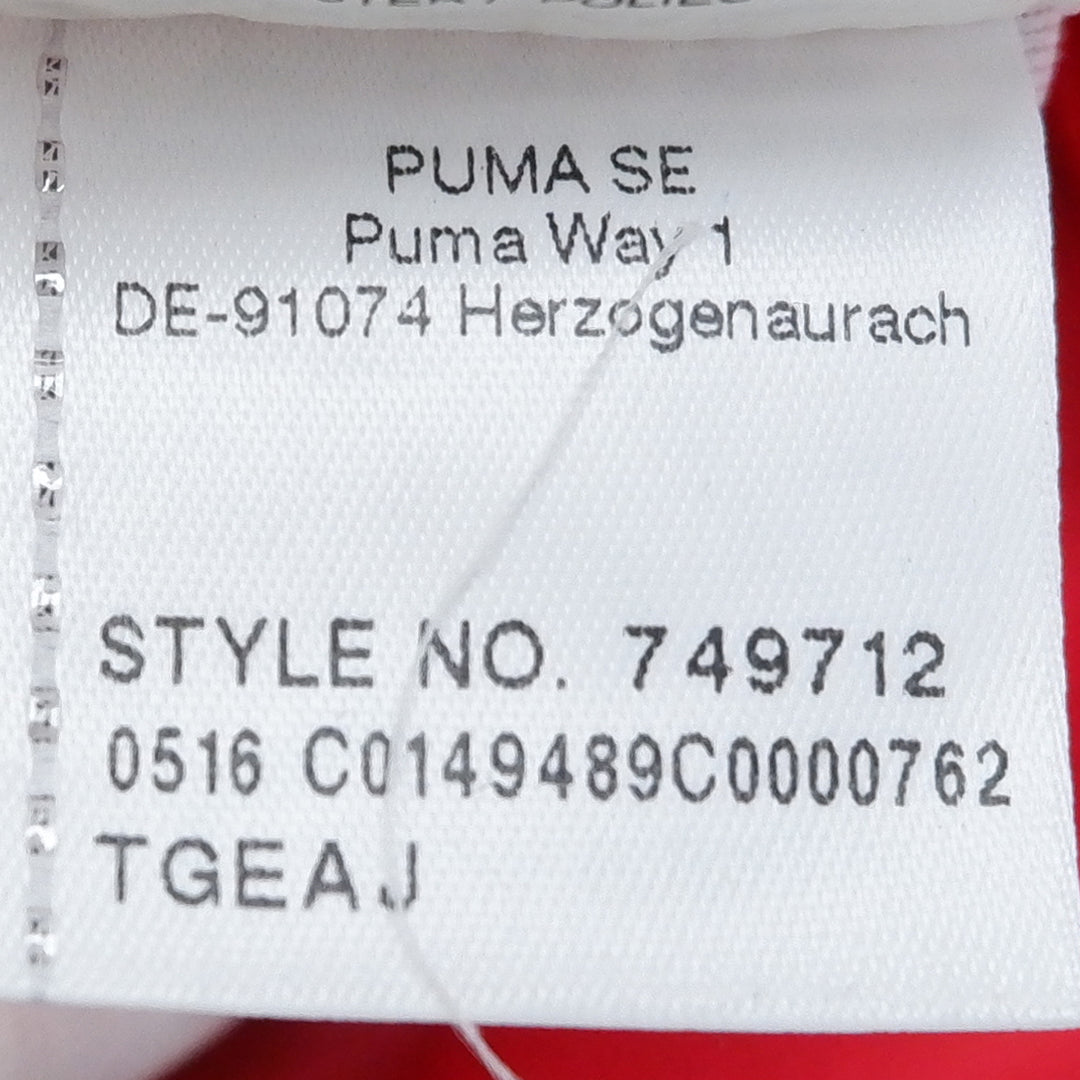 PUMA SE
Puma Way 1
DE-91074 Herzogenaurach
STYLE NO. 749712
0516 C0149489C0000762
TGEAJ